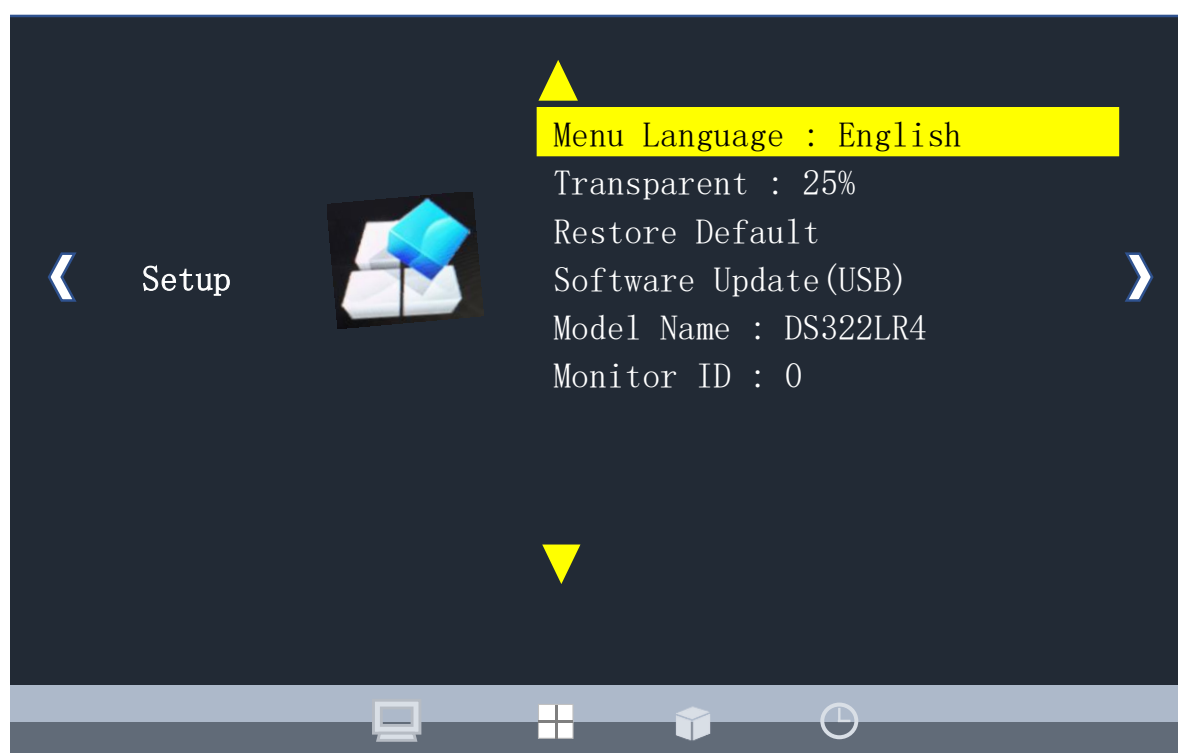 Setup
Menu Language : English
Transparent : 25%
Restore Default
Software Update(USB)
Model Name : DS322LR4
Monitor ID : 0